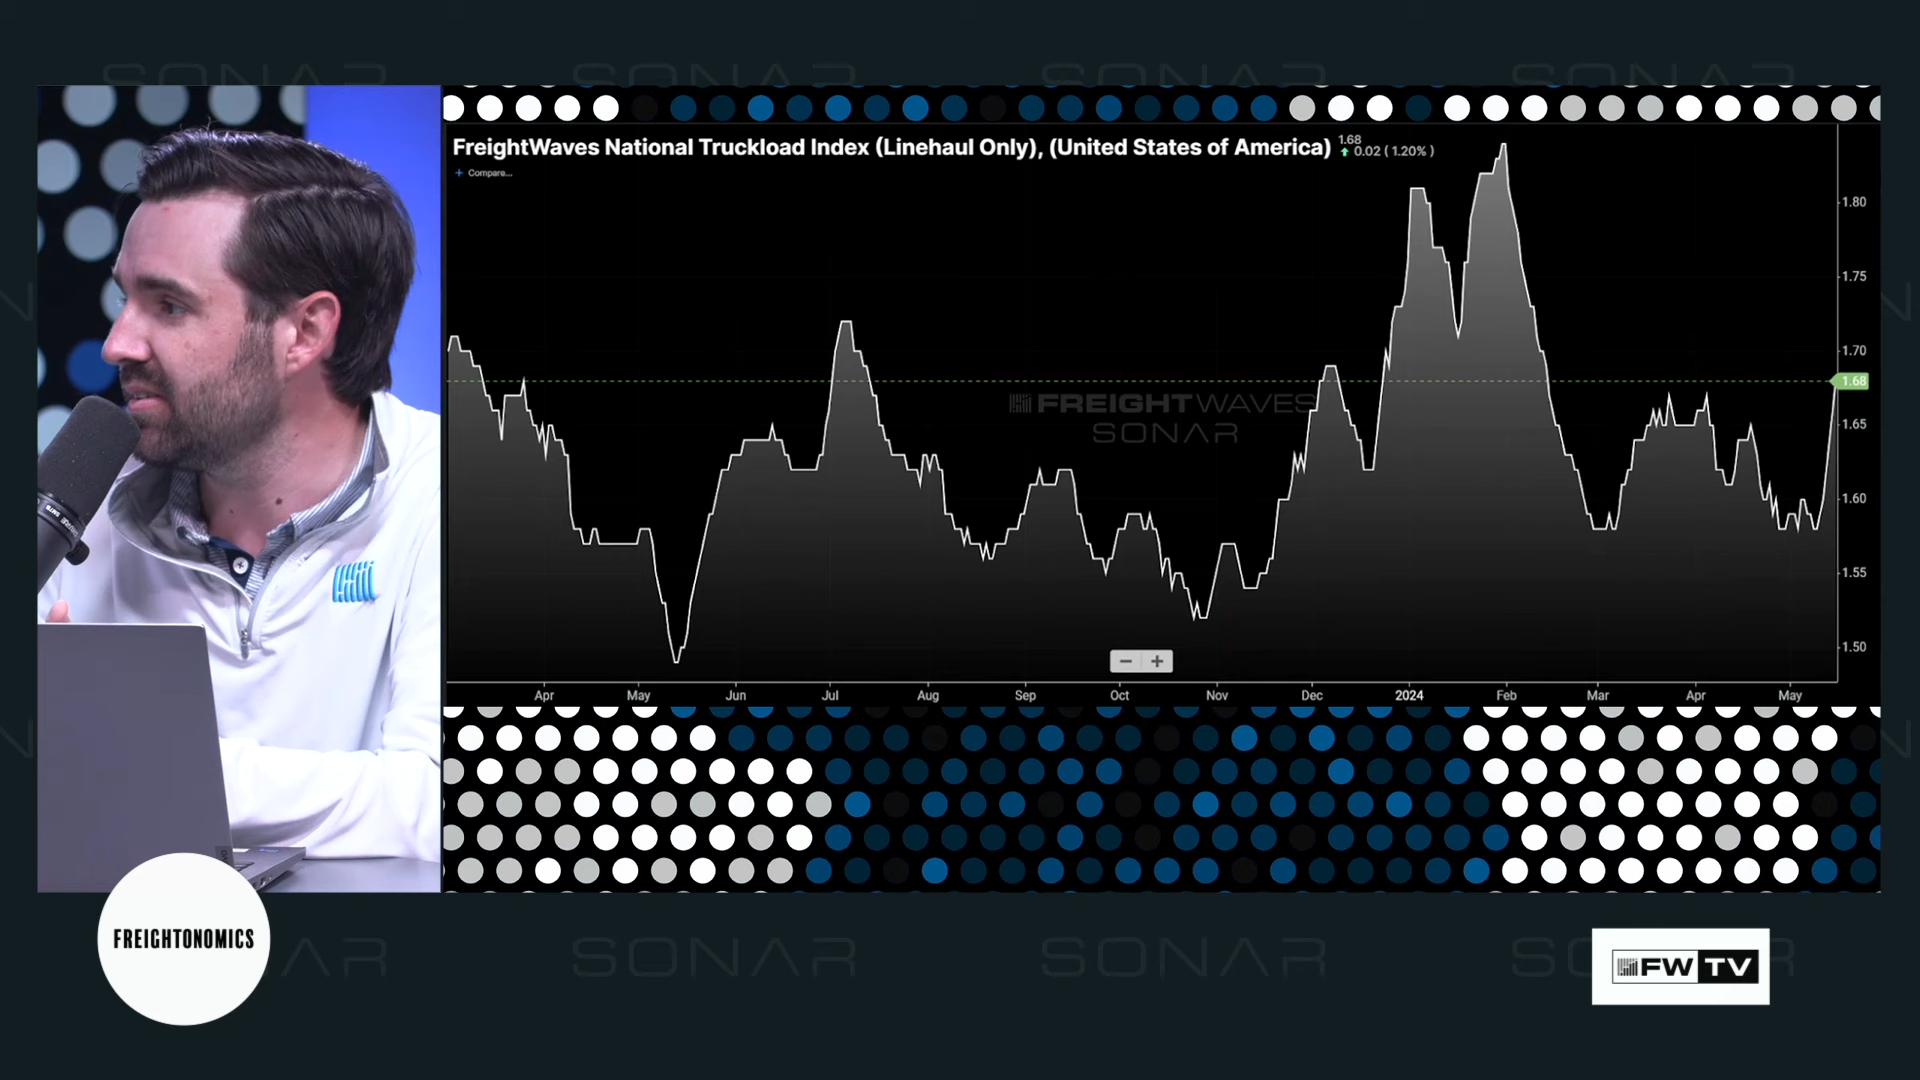 SONAR SONAR SONAR SONAR
FreightWaves National Truckload Index (Linehaul Only), (United States of America) 1.68
0.02 ( 1.20% )
+ Compare...
1.80
1.75
1.70
1.68
1.65
1.60
1.55
1.50
FREIGHTWAVES
SONAR
− +
Apr May Jun Jul Aug Sep Oct Nov Dec 2024 Feb Mar Apr May
FREIGHTONOMICS
SONAR SONAR
FW TV